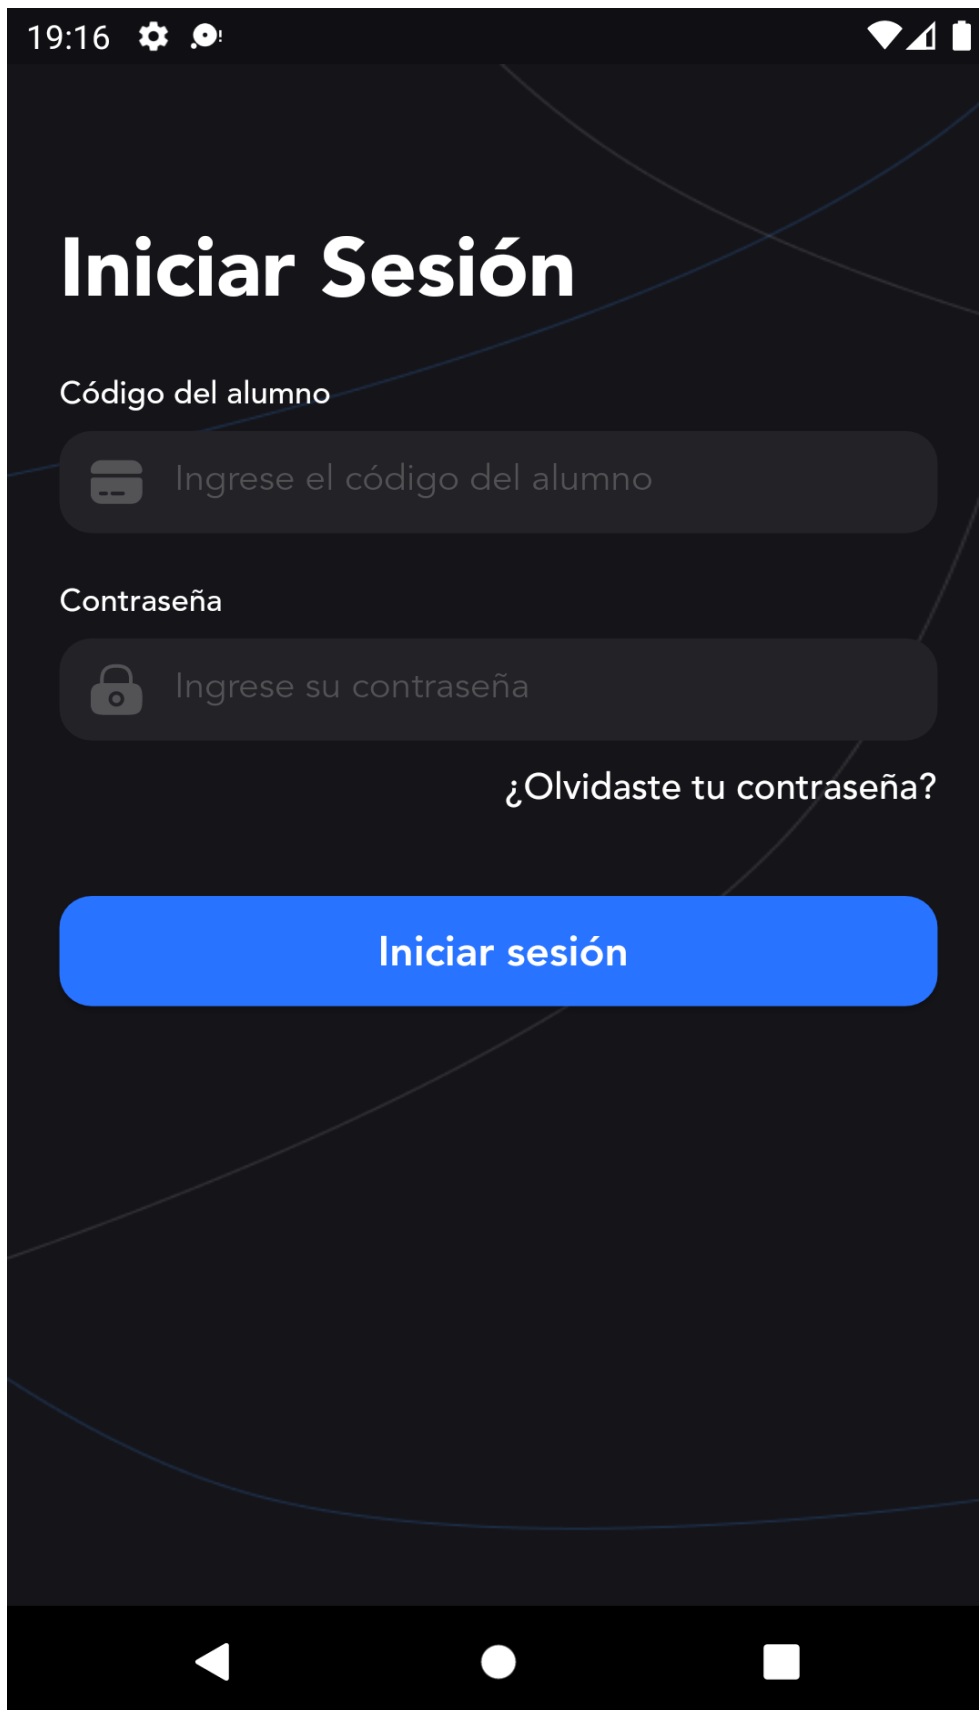 19:16
Iniciar Sesión
Código del alumno
Ingrese el código del alumno
Contraseña
Ingrese su contraseña
¿Olvidaste tu contraseña?
Iniciar sesión